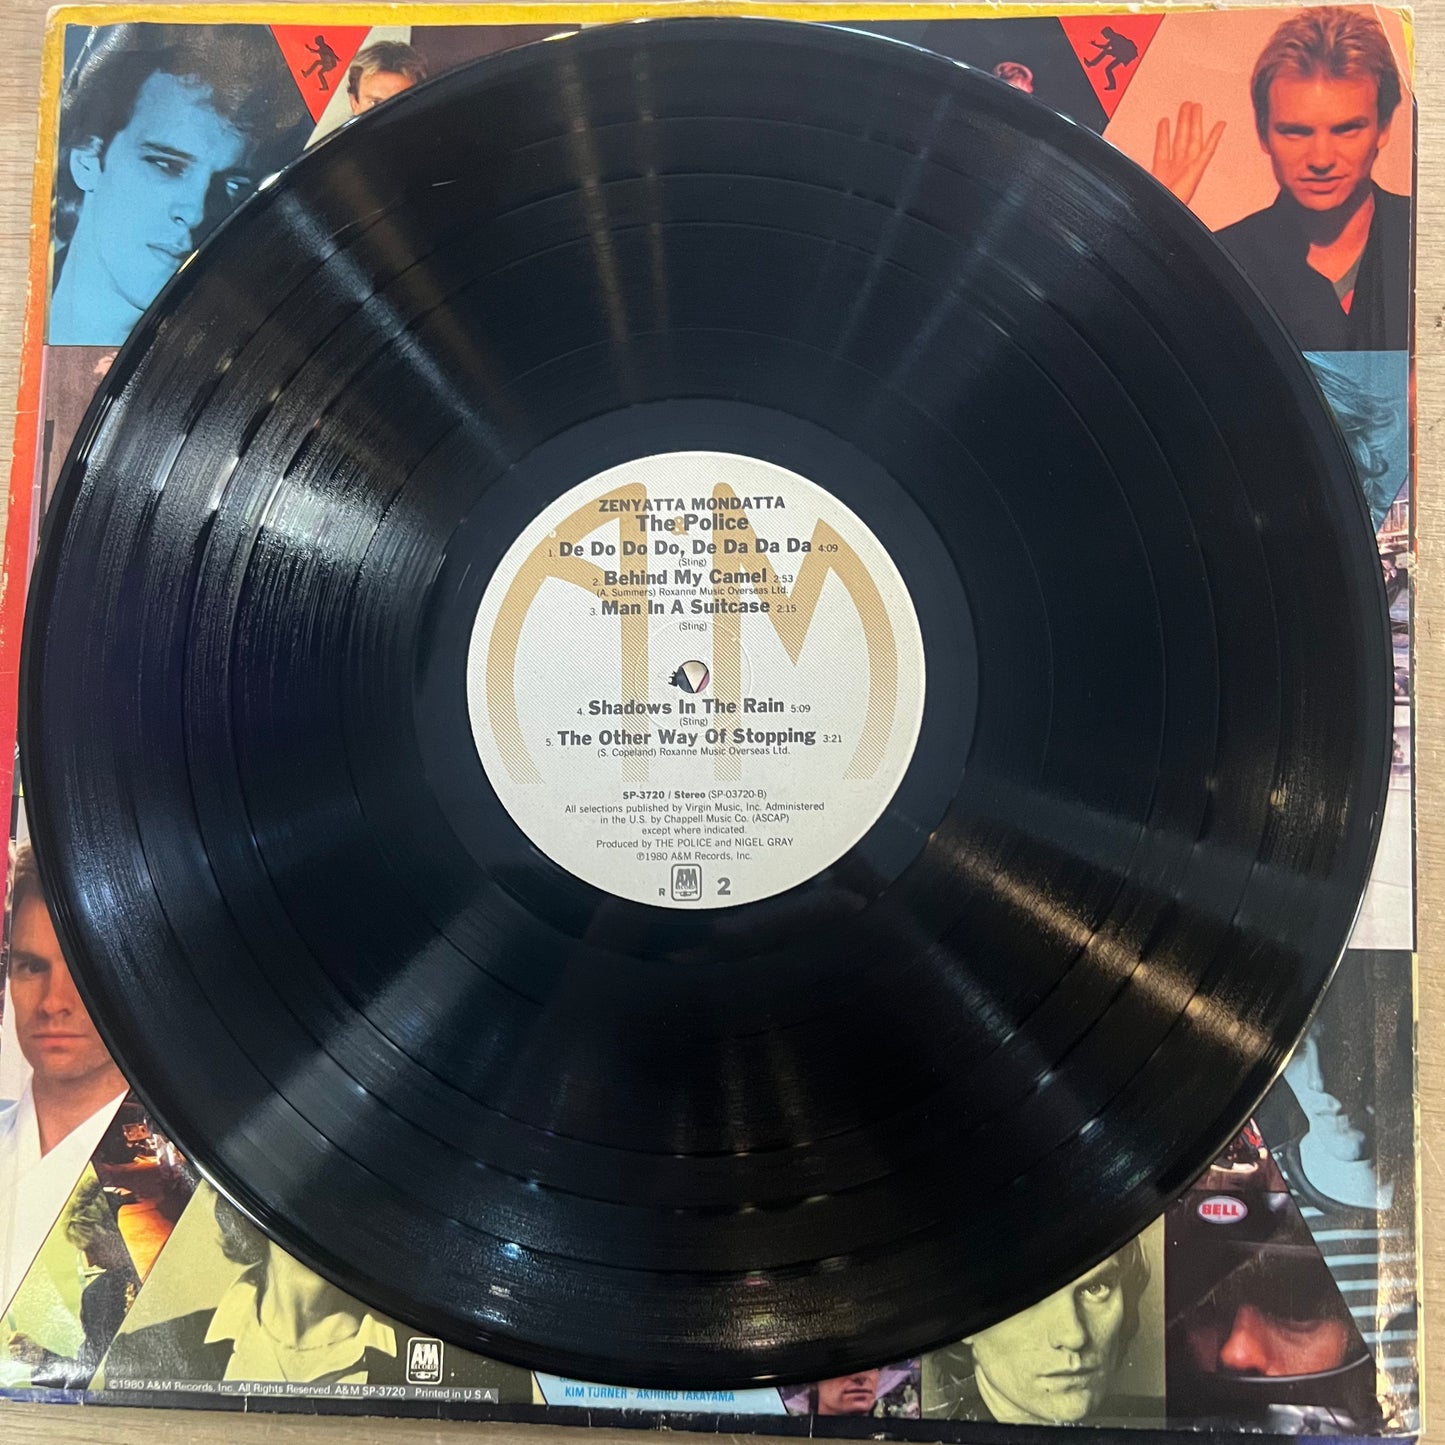 ZENYATTA MONDATTA
The Police
1. De Do Do Do, De Da Da Da 4:09
(Sting)
2. Behind My Camel 2:53
(A. Summers) Roxanne Music Overseas Ltd.
3. Man In A Suitcase 2:15
(Sting)
4. Shadows In The Rain 5:09
(Sting)
5. The Other Way Of Stopping 3:21
(S. Copeland) Roxanne Music Overseas Ltd.
SP-3720 / Stereo (SP-03720-B)
All selections published by Virgin Music, Inc. Administered
in the U.S. by Chappell Music Co. (ASCAP)
except where indicated.
Produced by THE POLICE and NIGEL GRAY
℗1980 A&M Records, Inc.
R A&M RECORDS 2
BELL
A&M RECORDS
©1980 A&M Records, Inc. All Rights Reserved. A&M SP-3720 Printed in U.S.A.
KIM TURNER - AKIHIRO TAKAYAMA